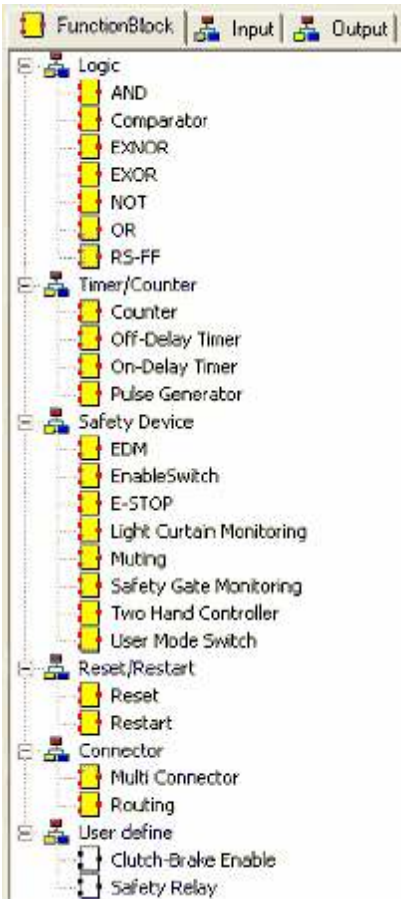 FunctionBlock Input Output
Logic
AND
Comparator
EXNOR
EXOR
NOT
OR
RS-FF
Timer/Counter
Counter
Off-Delay Timer
On-Delay Timer
Pulse Generator
Safety Device
EDM
EnableSwitch
E-STOP
Light Curtain Monitoring
Muting
Safety Gate Monitoring
Two Hand Controller
User Mode Switch
Reset/Restart
Reset
Restart
Connector
Multi Connector
Routing
User define
Clutch-Brake Enable
Safety Relay